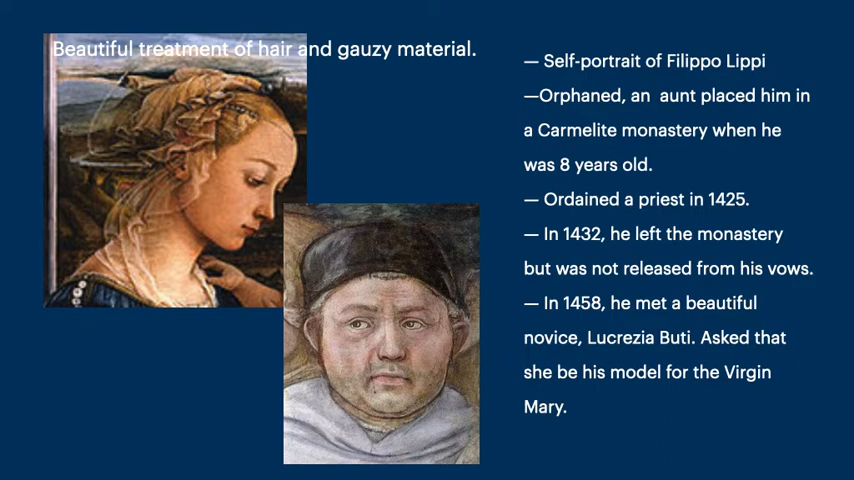 Beautiful treatment of hair and gauzy material.
— Self-portrait of Filippo Lippi
—Orphaned, an aunt placed him in
a Carmelite monastery when he
was 8 years old.
— Ordained a priest in 1425.
— In 1432, he left the monastery
but was not released from his vows.
— In 1458, he met a beautiful
novice, Lucrezia Buti. Asked that
she be his model for the Virgin
Mary.